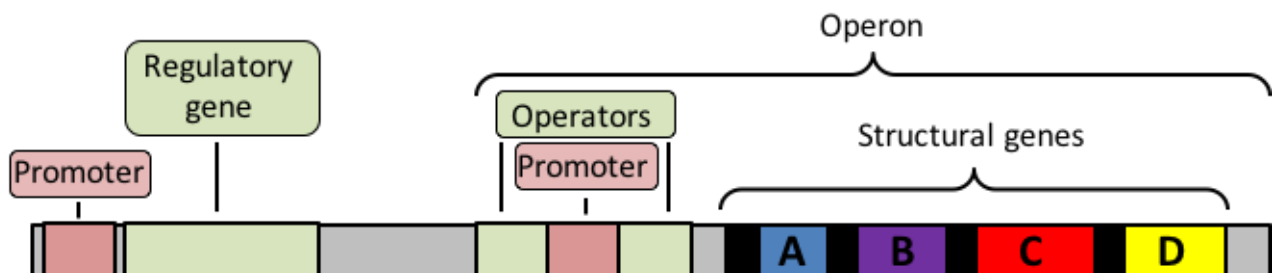 Operon
Regulatory
gene
Operators
Structural genes
Promoter
Promoter
A B C D